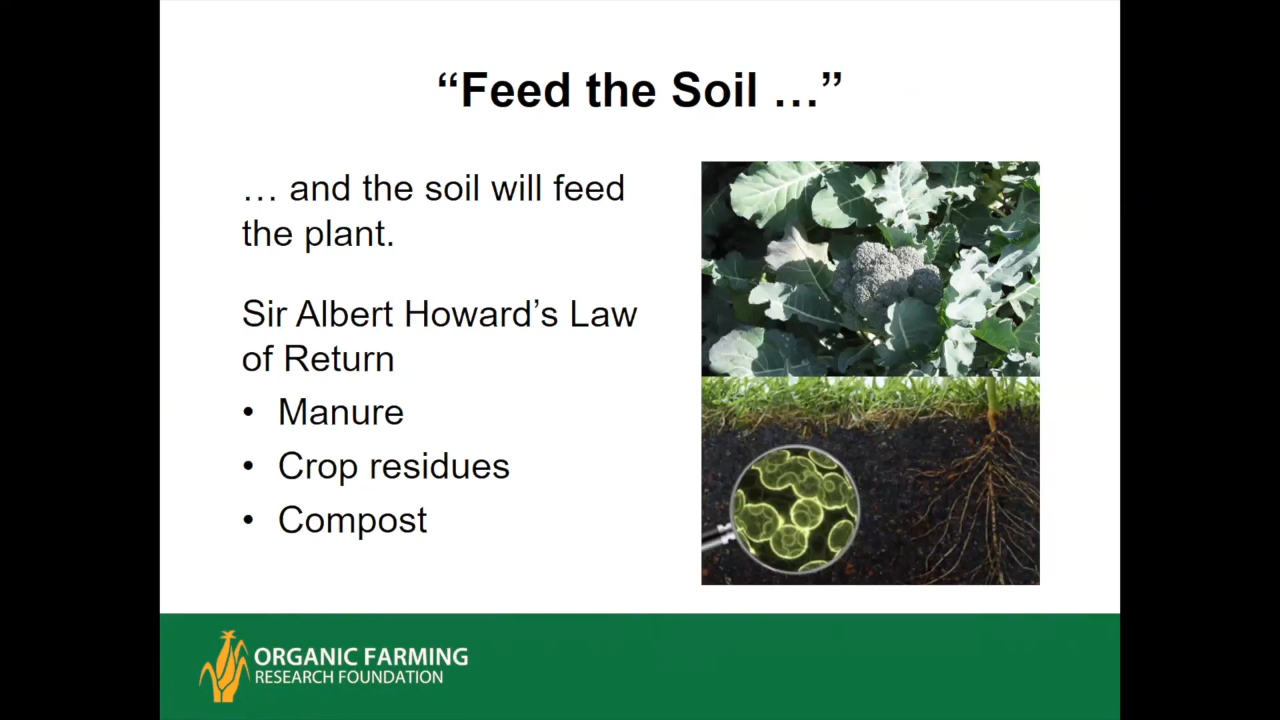 “Feed the Soil …”
… and the soil will feed
the plant.
Sir Albert Howard’s Law
of Return
• Manure
• Crop residues
• Compost
ORGANIC FARMING
RESEARCH FOUNDATION